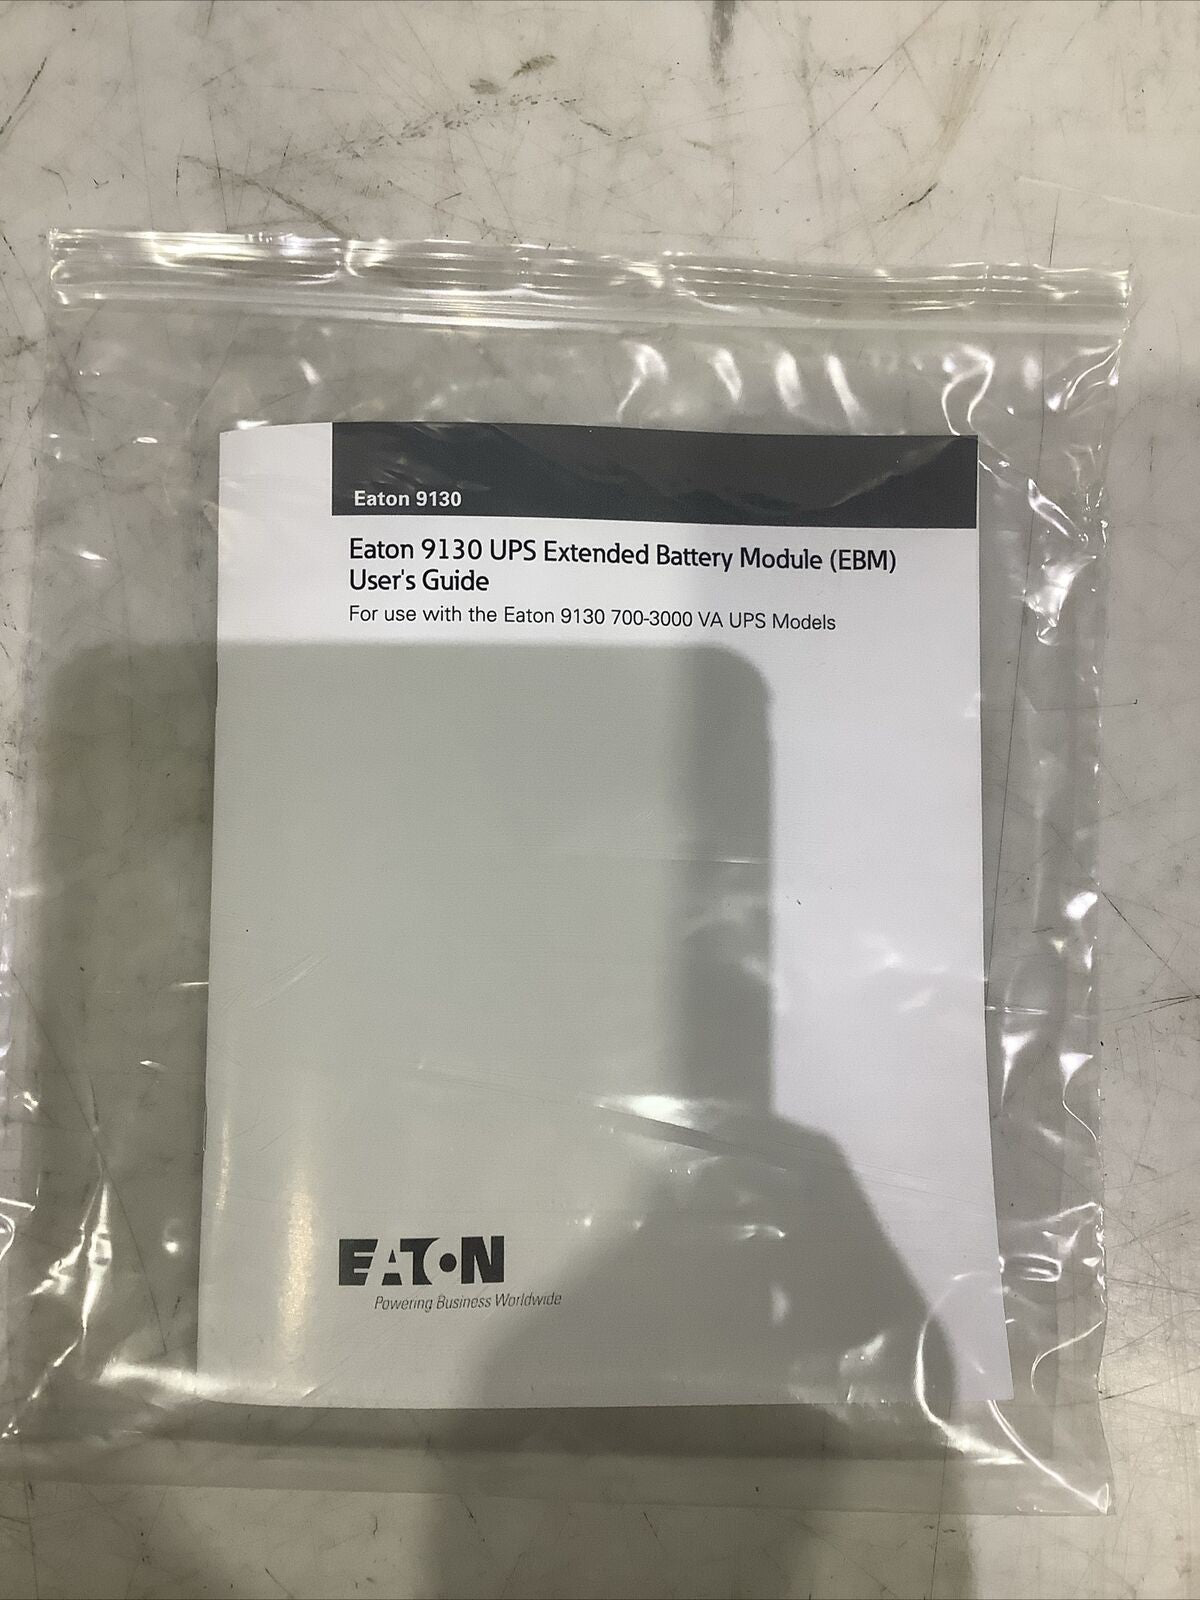 Eaton 9130
Eaton 9130 UPS Extended Battery Module (EBM)
User's Guide
For use with the Eaton 9130 700-3000 VA UPS Models
EATON
Powering Business Worldwide